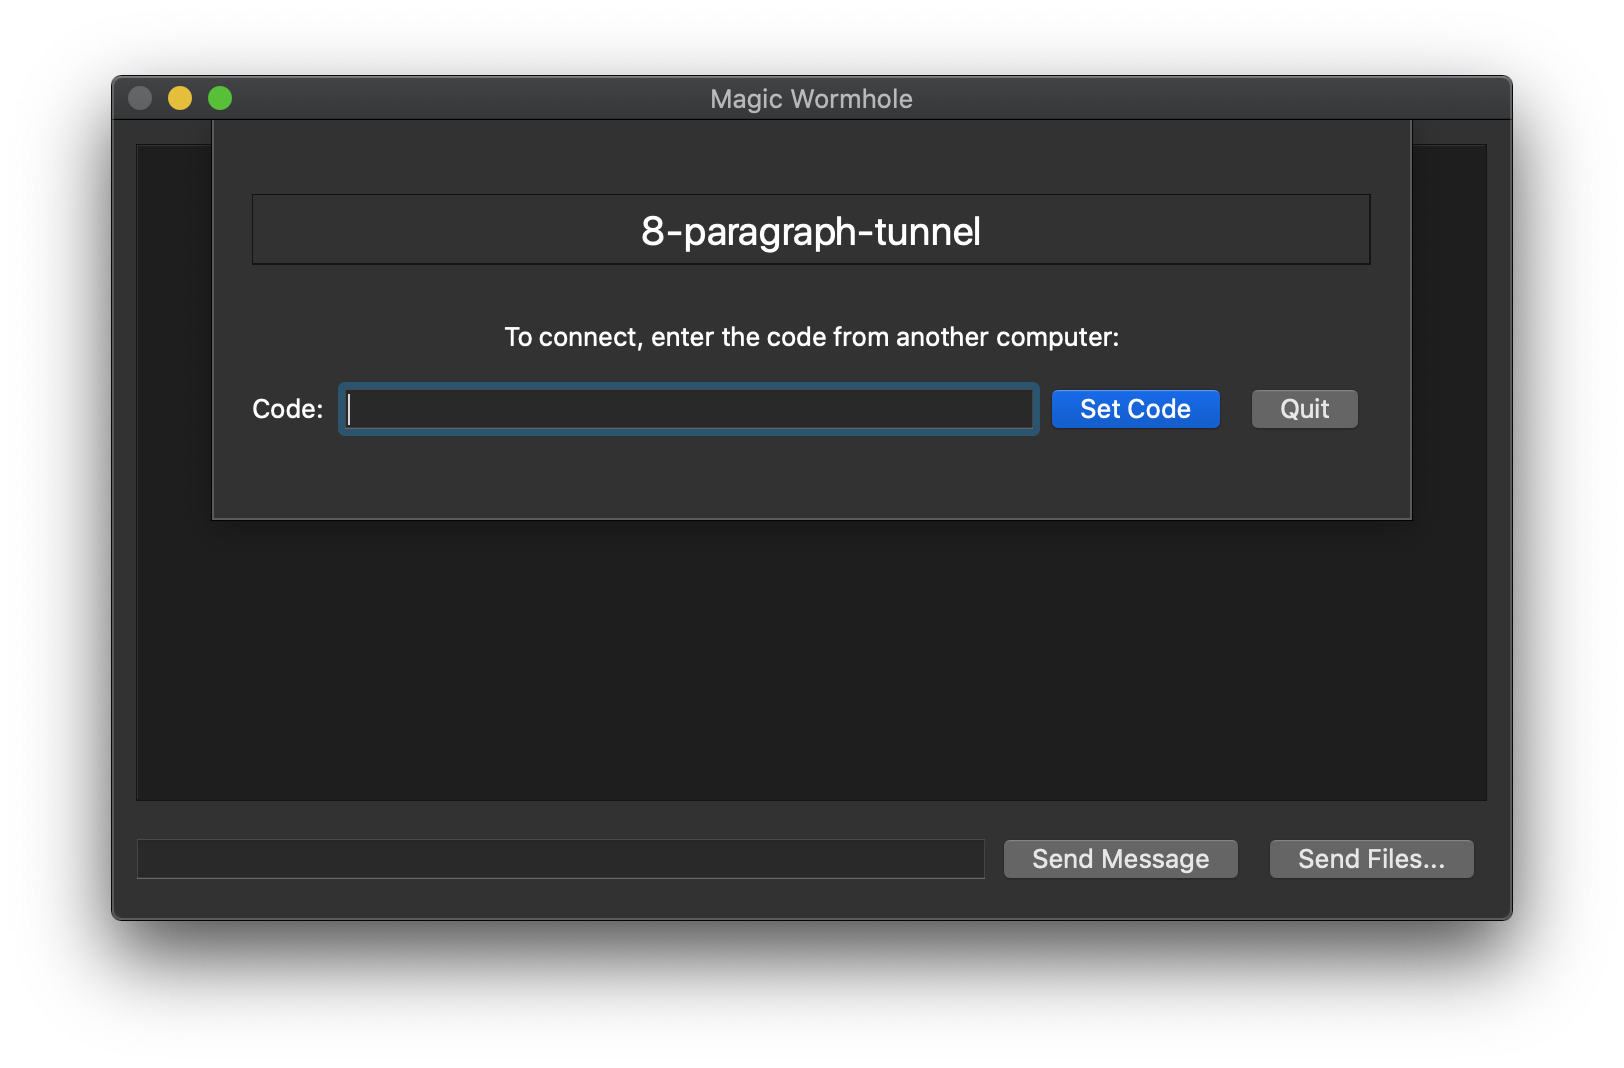 Magic Wormhole
8-paragraph-tunnel
To connect, enter the code from another computer:
Code: Set Code Quit
Send Message Send Files...